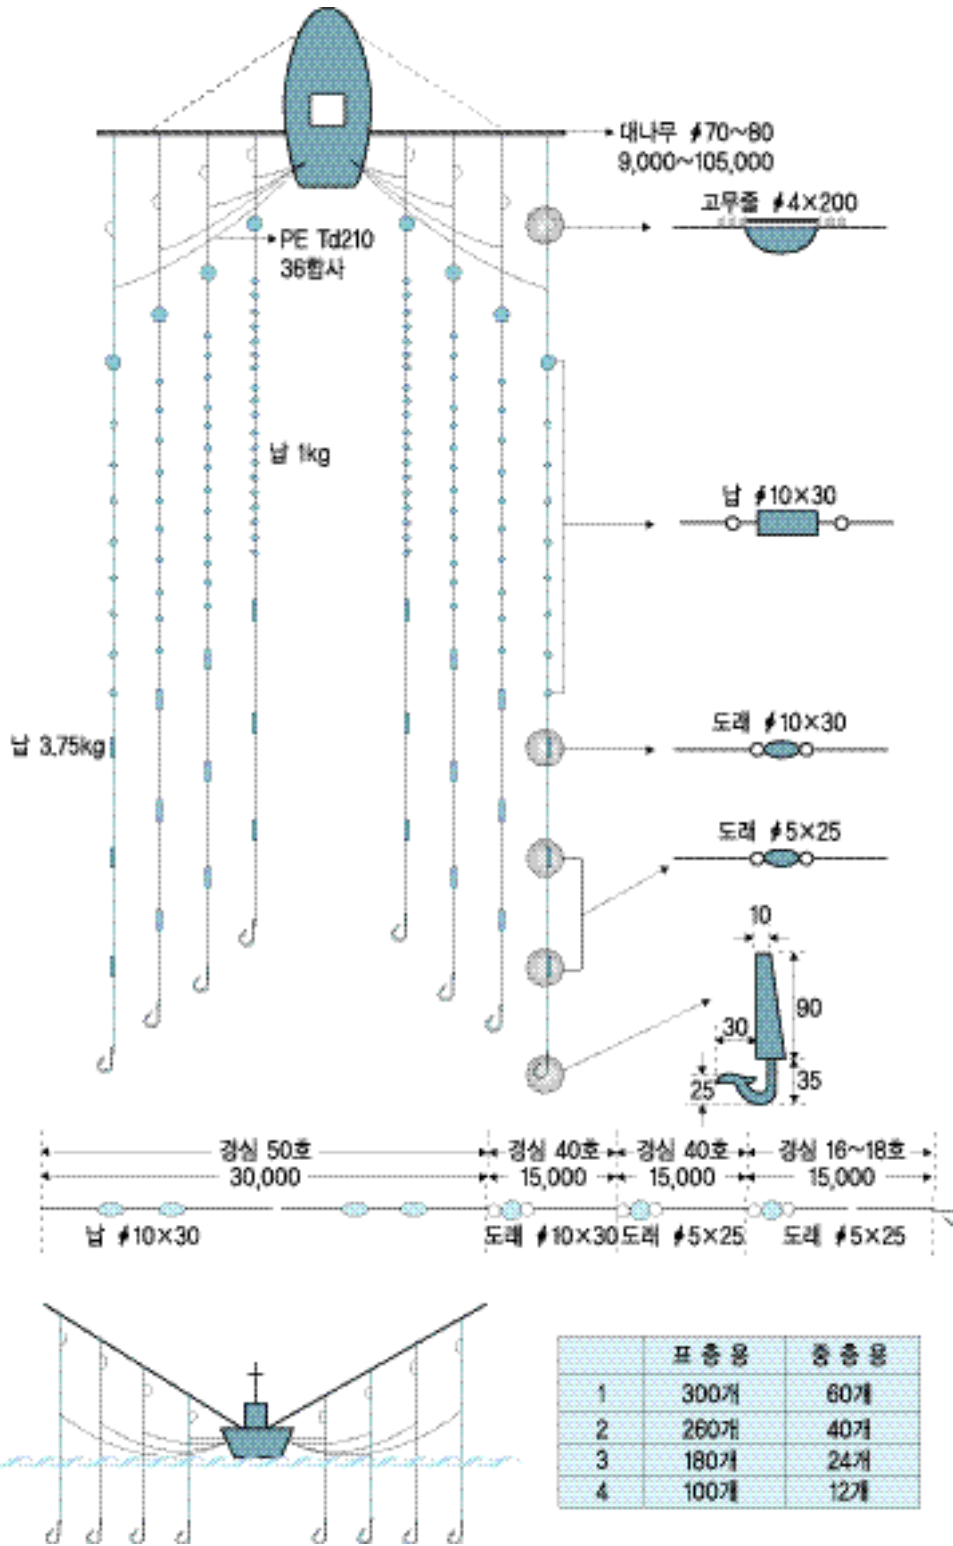 대나무 ∮70~80
9,000~105,000
고무줄 ∮4×200
PE Td210
36합사
납 1kg
납 ∮10×30
도래 ∮10×30
납 3.75kg
도래 ∮5×25
10
90
30
25
35
경심 50호
경심 40호
경심 40호
경심 16~18호
30,000
15,000
15,000
15,000
납 ∮10×30
도래 ∮10×30
도래 ∮5×25
도래 ∮5×25
표층용 중층용
1 300개 60개
2 260개 40개
3 180개 24개
4 100개 12개